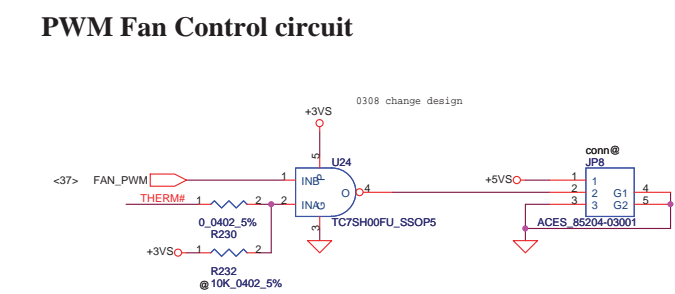 PWM Fan Control circuit
0308 change design
+3VS
conn@
JP8
5
U24
<37> FAN_PWM 1 INB P
+5VS 1 1
O 4
2 2 G1 4
THERM# 1 2 2 INA G
3 3 G2 5
0_0402_5%
R230
3
TC7SH00FU_SSOP5
ACES_85204-03001
+3VS 1 2
R232
@ 10K_0402_5%